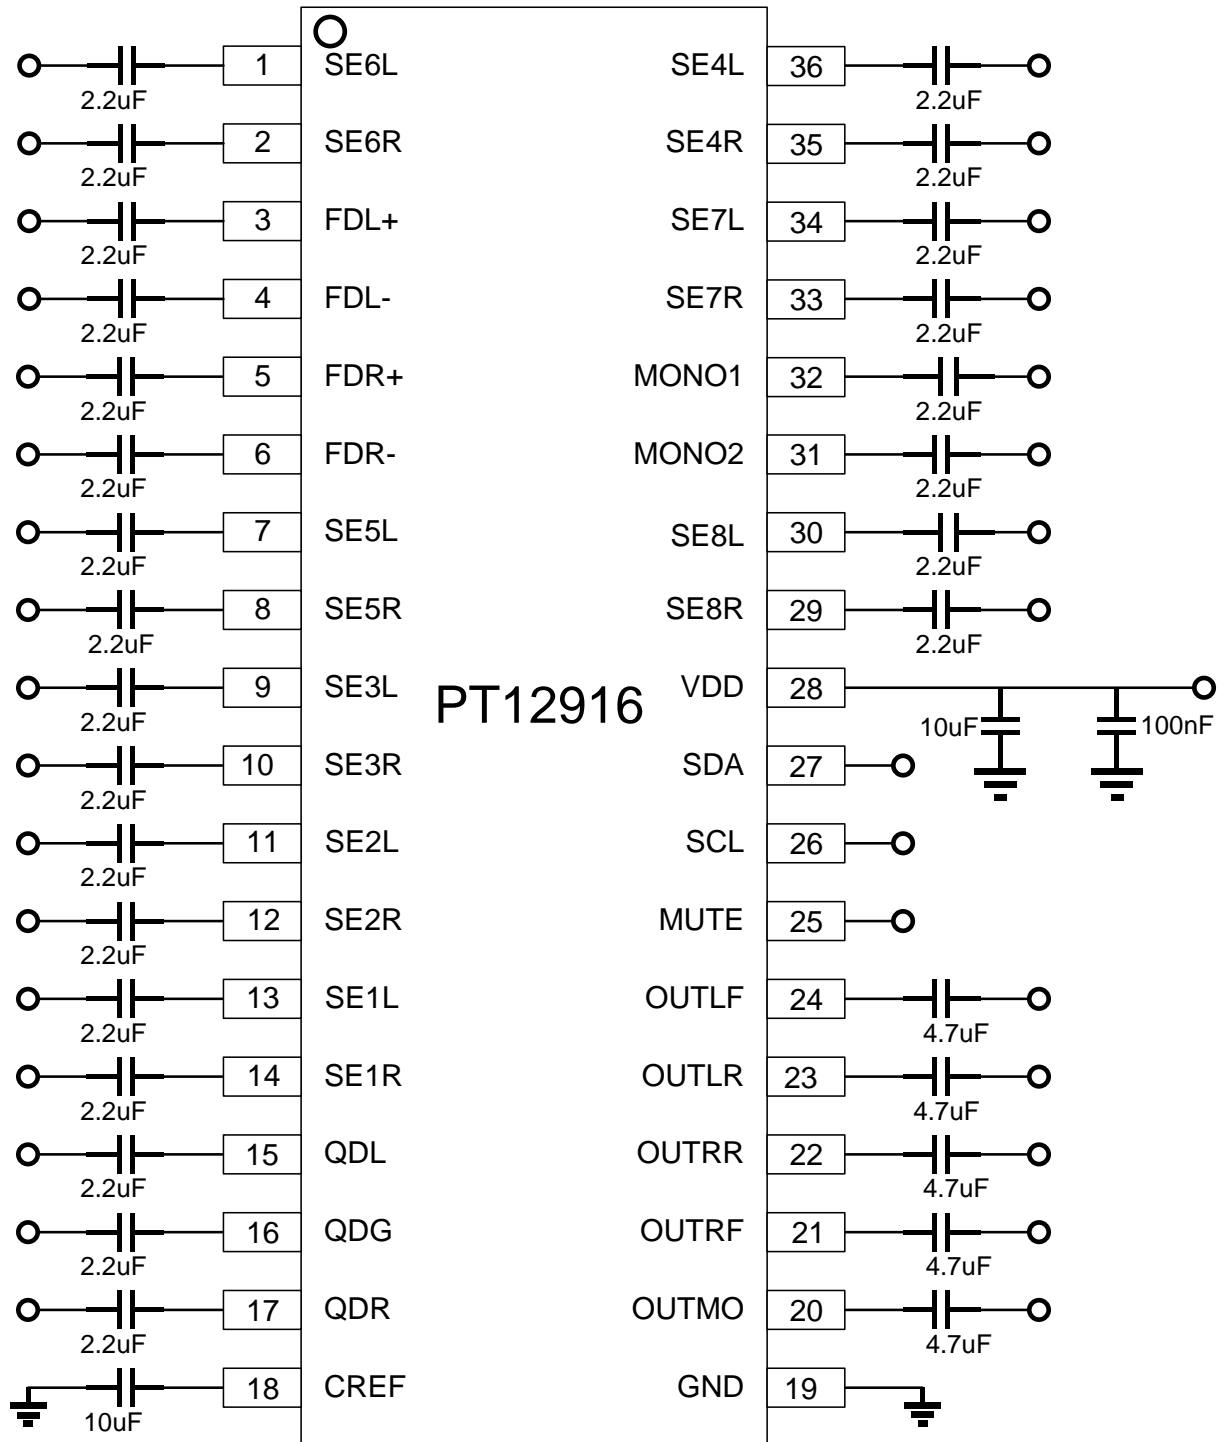 1 SE6L SE4L 36
2.2uF 2.2uF
2 SE6R SE4R 35
2.2uF 2.2uF
3 FDL+ SE7L 34
2.2uF 2.2uF
4 FDL- SE7R 33
2.2uF 2.2uF
5 FDR+ MONO1 32
2.2uF 2.2uF
6 FDR- MONO2 31
2.2uF 2.2uF
7 SE5L SE8L 30
2.2uF 2.2uF
8 SE5R SE8R 29
2.2uF 2.2uF
9 SE3L PT12916 VDD 28
2.2uF 10uF 100nF
10 SE3R SDA 27
2.2uF
11 SE2L SCL 26
2.2uF
12 SE2R MUTE 25
2.2uF
13 SE1L OUTLF 24
2.2uF 4.7uF
14 SE1R OUTLR 23
2.2uF 4.7uF
15 QDL OUTRR 22
2.2uF 4.7uF
16 QDG OUTRF 21
2.2uF 4.7uF
17 QDR OUTMO 20
2.2uF 4.7uF
18 CREF GND 19
10uF